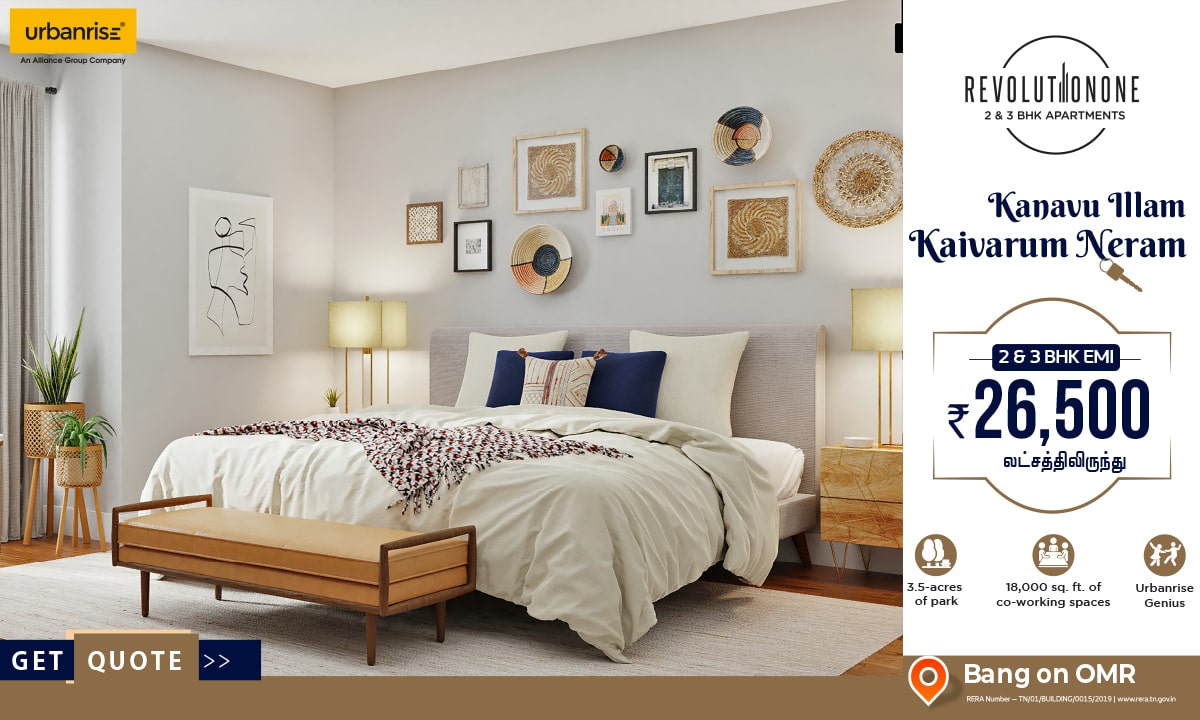 urbanrise®
An Alliance Group Company
REVOLUTIONONE
2 & 3 BHK APARTMENTS
Kanavu Illam
Kaivarum Neram
2 & 3 BHK EMI
₹26,500
லட்சத்திலிருந்து
3.5-acres
of park
18,000 sq. ft. of
co-working spaces
Urbanrise
Genius
GET QUOTE >>
Bang on OMR
RERA Number – TN/01/BUILDING/0015/2019 | www.rera.tn.gov.in